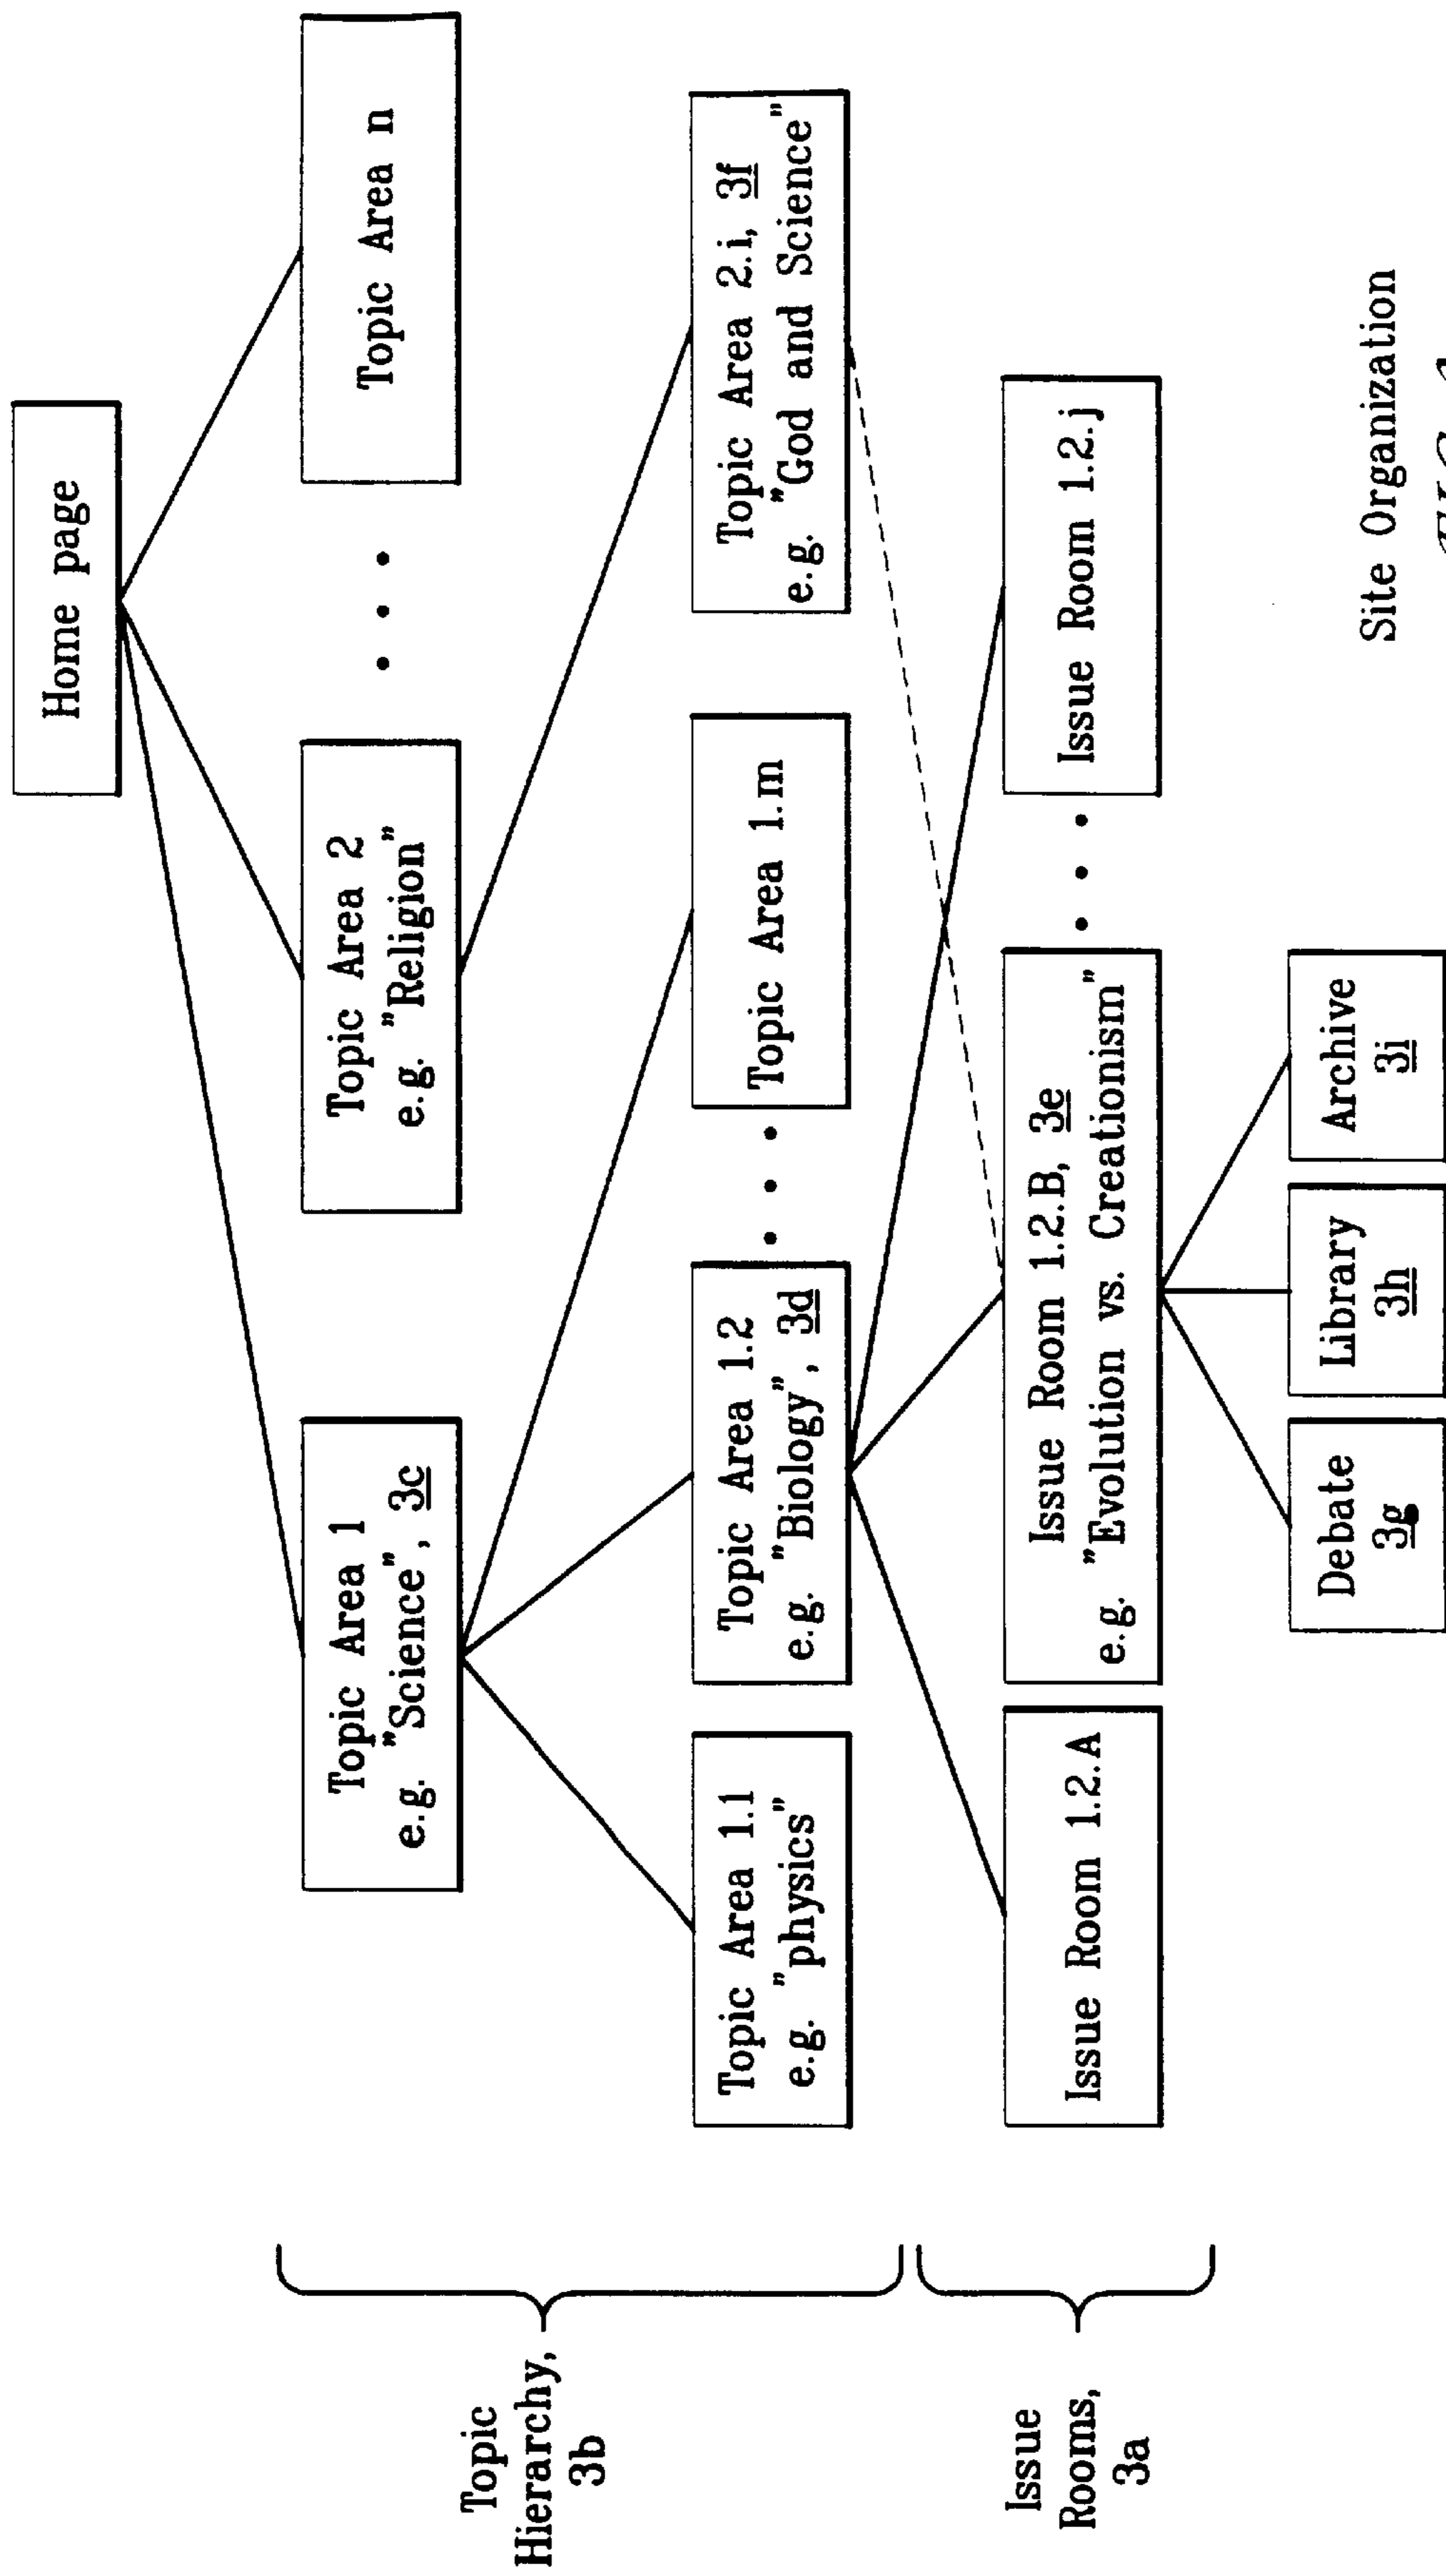 Home page
Topic Area 1
e.g. "Science", 3c
Topic Area 2
e.g. "Religion"
• • •
Topic Area n
Topic
Hierarchy,
3b
Topic Area 1.1
e.g. "physics"
Topic Area 1.2
e.g. "Biology", 3d
• • •
Topic Area 1.m
Topic Area 2.i, 3f
e.g. "God and Science"
Issue
Rooms,
3a
Issue Room 1.2.A
Issue Room 1.2.B, 3e
e.g. "Evolution vs. Creationism"
• • •
Issue Room 1.2.j
Debate
3g
Library
3h
Archive
3i
Site Organization